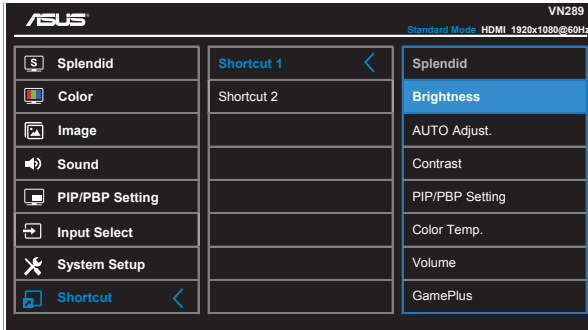 ASUS
VN289
Standard Mode HDMI 1920x1080@60Hz
S Splendid
Color
Image
Sound
PIP/PBP Setting
Input Select
System Setup
Shortcut
Shortcut 1
Shortcut 2
Splendid
Brightness
AUTO Adjust.
Contrast
PIP/PBP Setting
Color Temp.
Volume
GamePlus